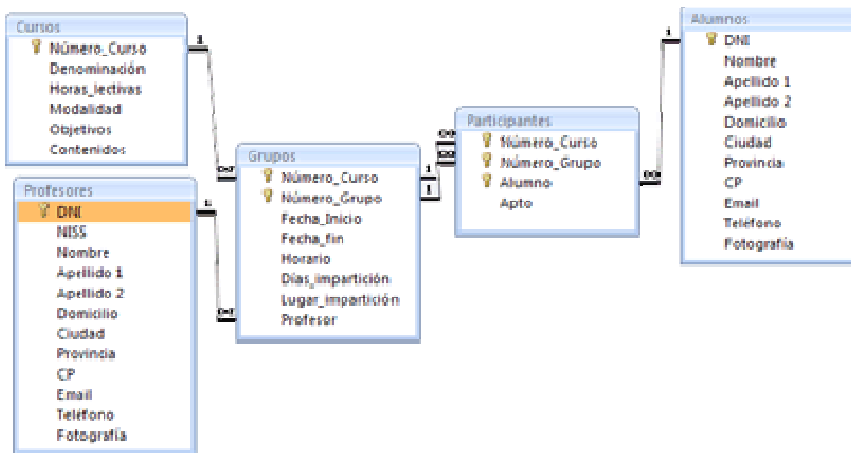 Cursos
Número_Curso
Denominación
Horas_lectivas
Modalidad
Objetivos
Contenidos
Profesores
DNI
NISS
Nombre
Apellido 1
Apellido 2
Domicilio
Ciudad
Provincia
CP
Email
Teléfono
Fotografía
Grupos
Número_Curso
Número_Grupo
Fecha_Inicio
Fecha_fin
Horario
Días_impartición
Lugar_impartición
Profesor
Participantes
Número_Curso
Número_Grupo
Alumno
Apto
Alumnos
DNI
Nombre
Apellido 1
Apellido 2
Domicilio
Ciudad
Provincia
CP
Email
Teléfono
Fotografía
1
∞
1
∞
1
1
∞
∞
1
∞